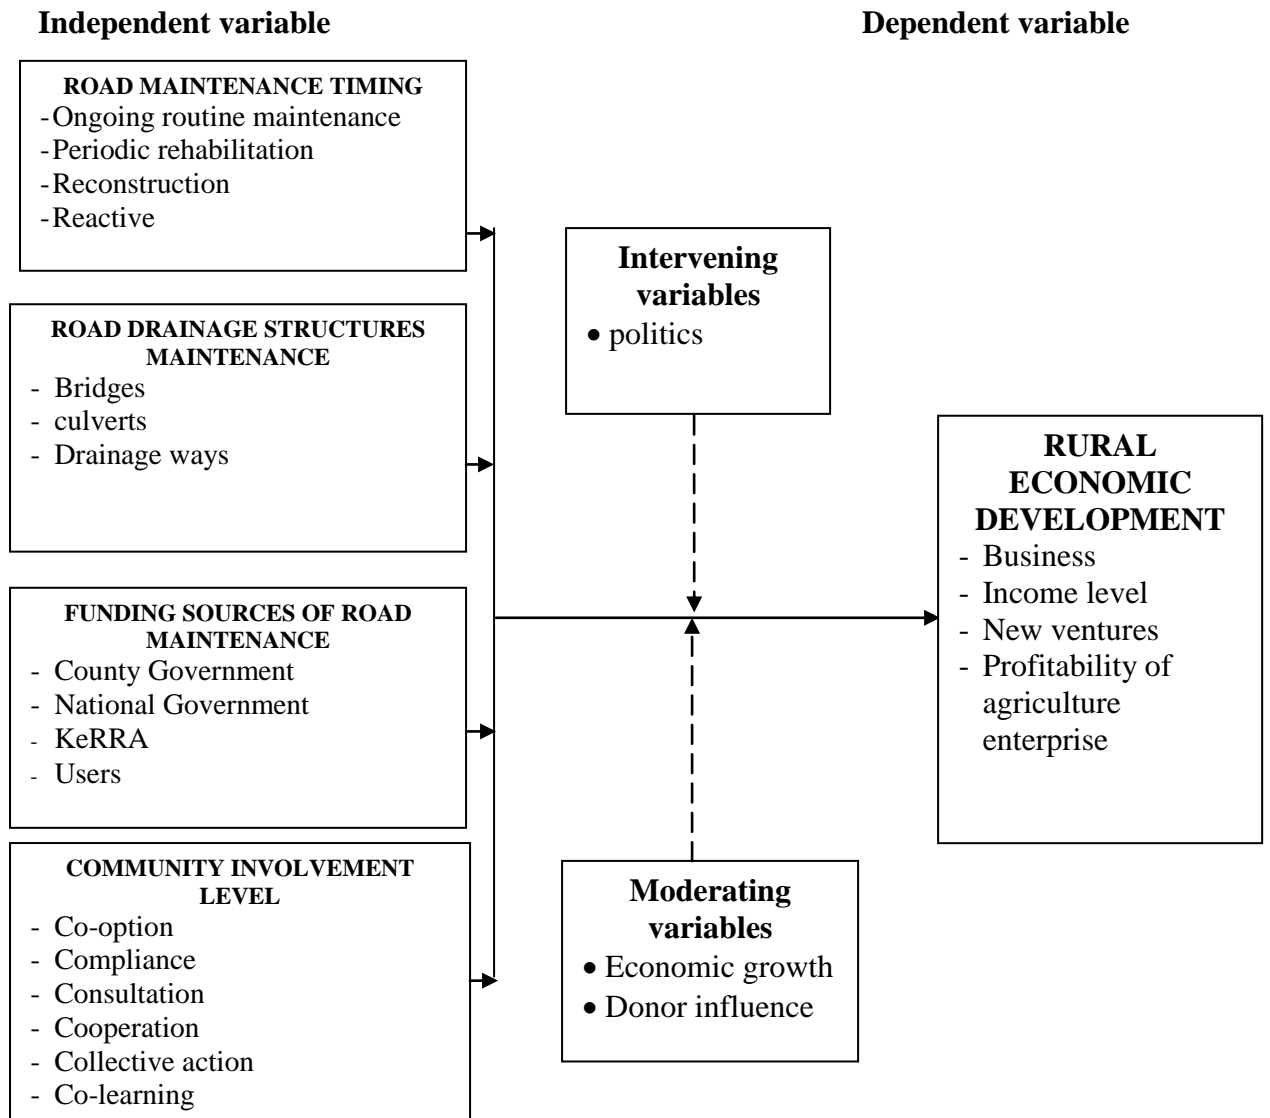 Independent variable
Dependent variable
ROAD MAINTENANCE TIMING
-Ongoing routine maintenance
-Periodic rehabilitation
-Reconstruction
-Reactive
ROAD DRAINAGE STRUCTURES
MAINTENANCE
- Bridges
- culverts
- Drainage ways
FUNDING SOURCES OF ROAD
MAINTENANCE
- County Government
- National Government
- KeRRA
- Users
COMMUNITY INVOLVEMENT
LEVEL
- Co-option
- Compliance
- Consultation
- Cooperation
- Collective action
- Co-learning
Intervening
variables
• politics
Moderating
variables
• Economic growth
• Donor influence
RURAL
ECONOMIC
DEVELOPMENT
- Business
- Income level
- New ventures
- Profitability of
agriculture
enterprise